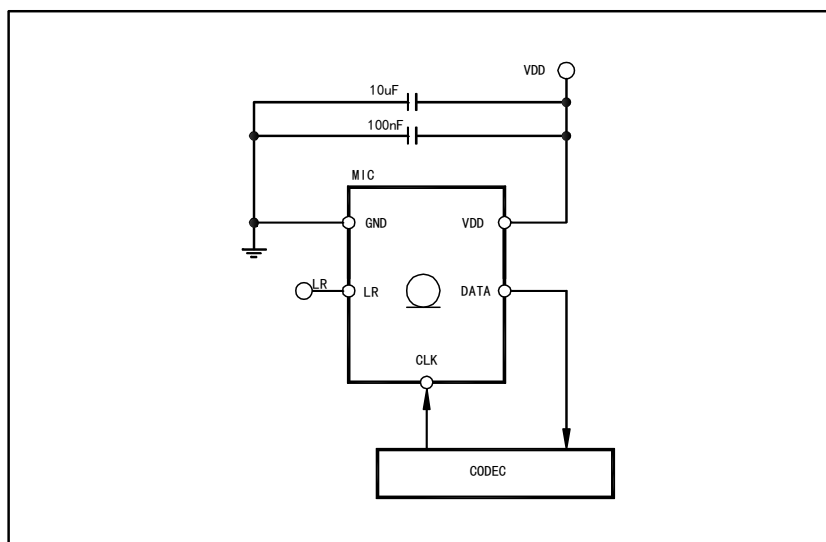 VDD
10uF
100nF
MIC
GND
VDD
LR
LR
DATA
CLK
CODEC